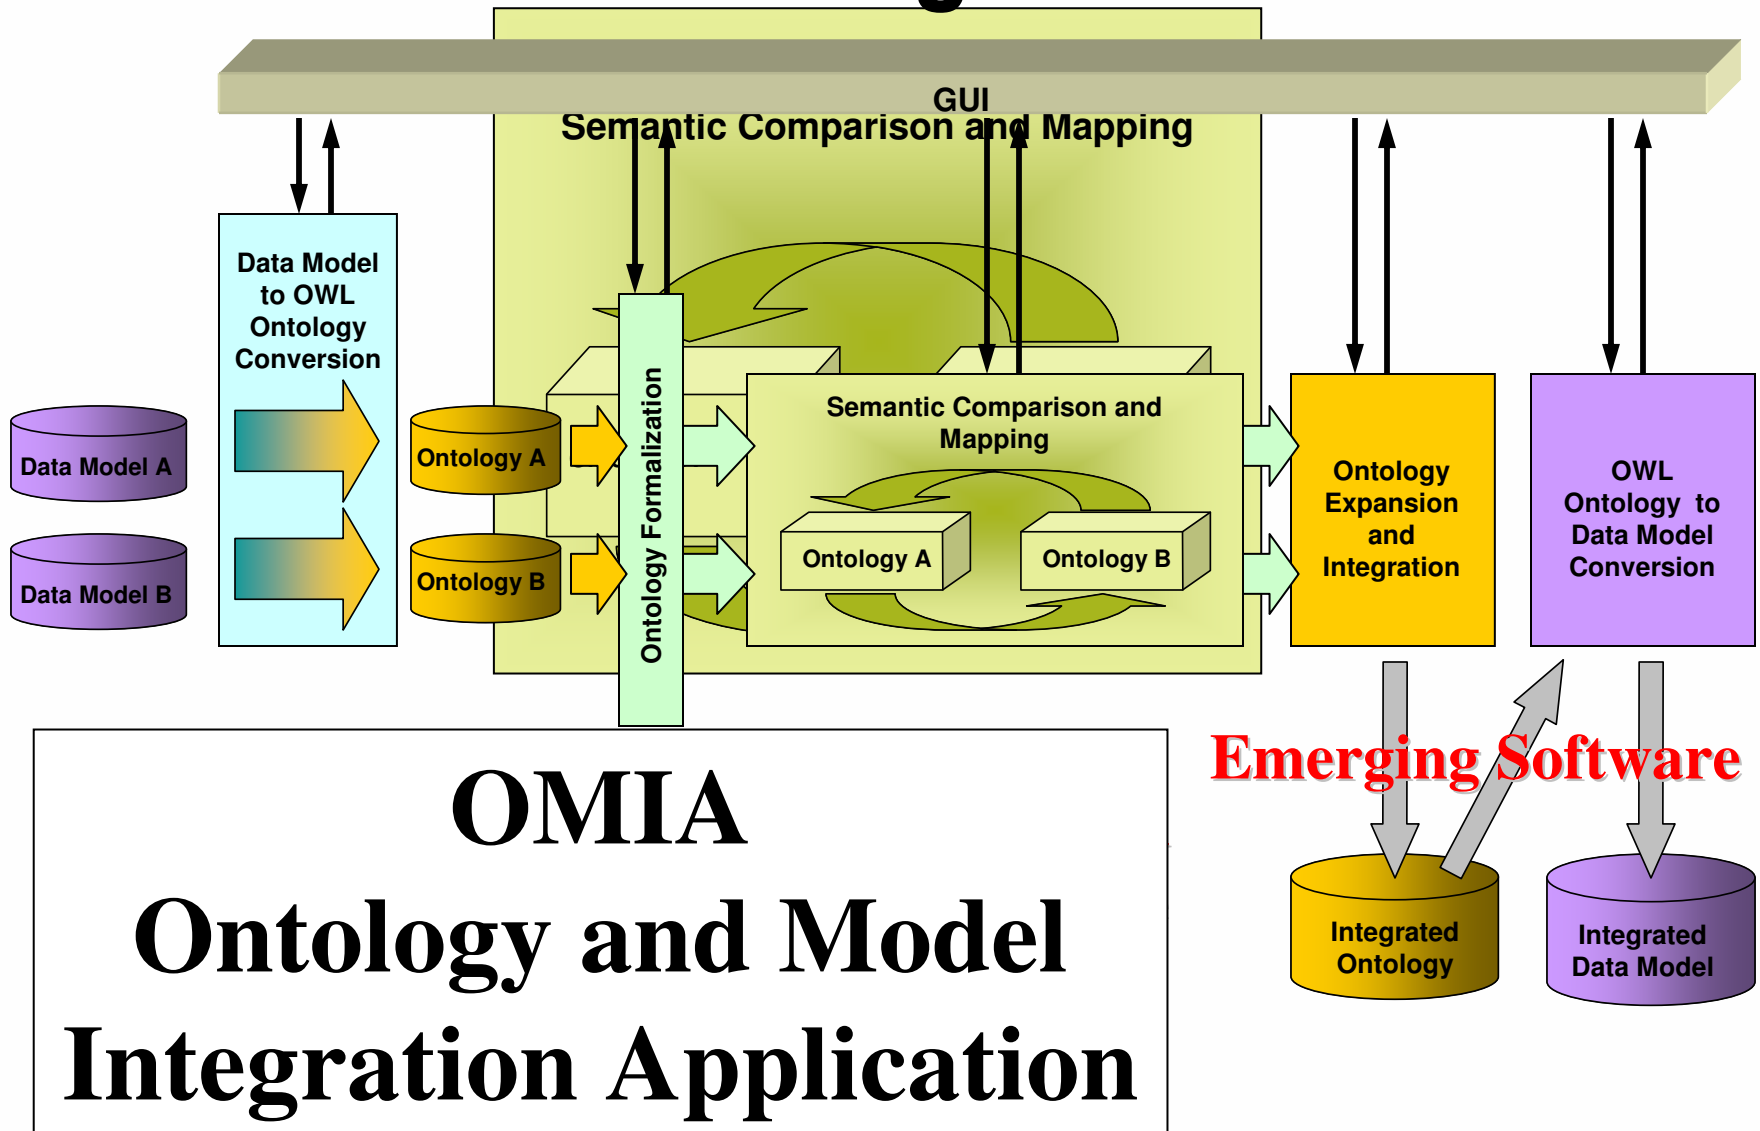 GUI
Semantic Comparison and Mapping
Data Model
to OWL
Ontology
Conversion
Data Model A
Data Model B
Ontology A
Ontology B
Ontology Formalization
Semantic Comparison and
Mapping
Ontology A
Ontology B
Ontology
Expansion
and
Integration
OWL
Ontology to
Data Model
Conversion
Emerging Software
Integrated
Ontology
Integrated
Data Model
OMIA
Ontology and Model
Integration Application